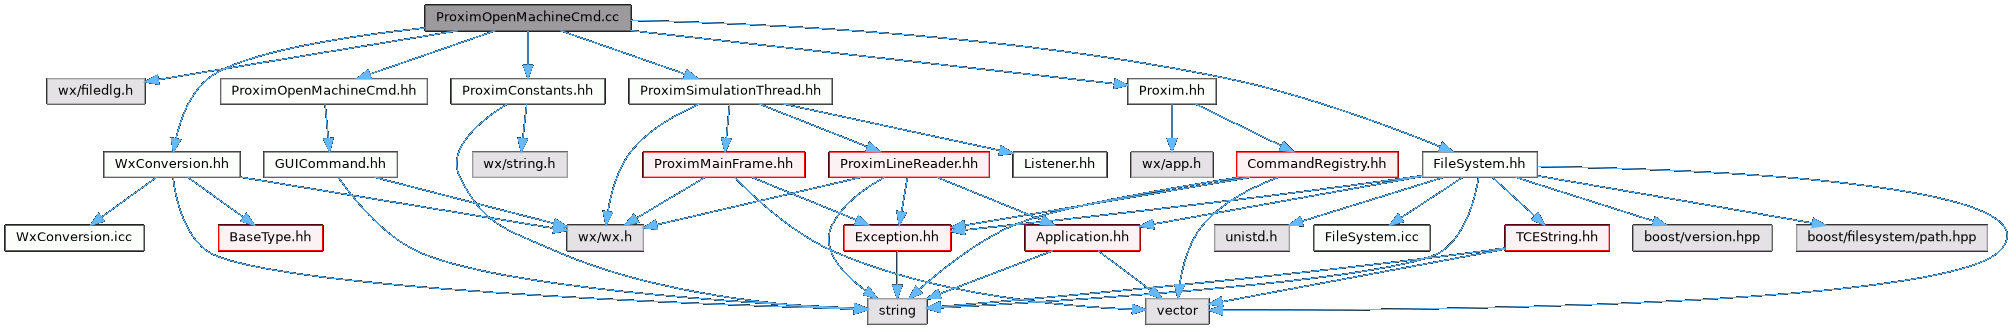 ProximOpenMachineCmd.cc
wx/filedlg.h
ProximOpenMachineCmd.hh
ProximConstants.hh
ProximSimulationThread.hh
Proxim.hh
WxConversion.hh
GUICommand.hh
wx/string.h
ProximMainFrame.hh
ProximLineReader.hh
Listener.hh
wx/app.h
CommandRegistry.hh
FileSystem.hh
WxConversion.icc
BaseType.hh
wx/wx.h
Exception.hh
Application.hh
unistd.h
FileSystem.icc
TCEString.hh
boost/version.hpp
boost/filesystem/path.hpp
string
vector